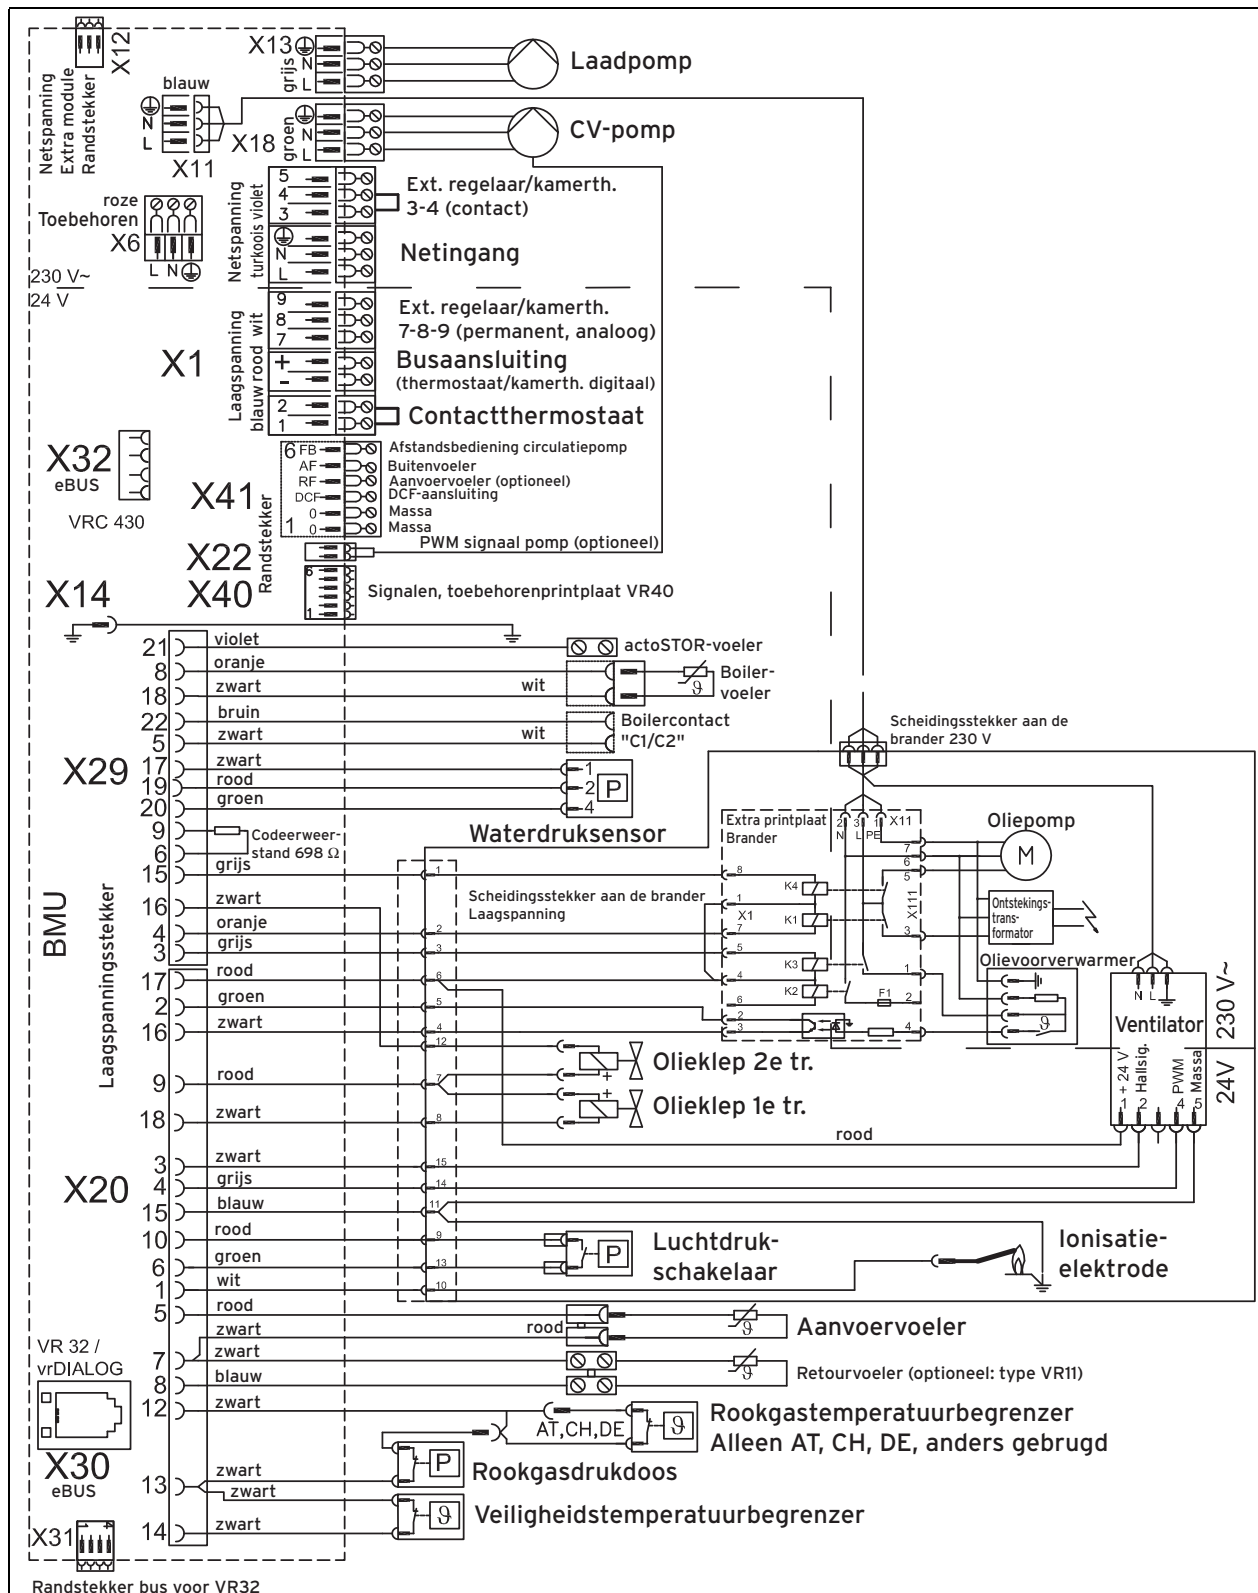 X12
Netspanning
Extra module
Randstekker
blauw
N
L
X11
X13
grijs
N
L
Laadpomp
X18
groen
N
L
CV-pomp
roze
Toebehoren
X6
L N
230 V~
24 V
Netspanning
turkoois violet
5
4
3
Ext. regelaar/kamerth.
3-4 (contact)
N
L
Netingang
X1
Laagspanning
blauw rood wit
9
8
7
Ext. regelaar/kamerth.
7-8-9 (permanent, analoog)
+
-
Busaansluiting
(thermostaat/kamerth. digitaal)
2
1
Contactthermostaat
X32
eBUS
VRC 430
X41
Randstekker
6 FB Afstandsbediening circulatiepomp
AF Buitenvoeler
RF Aanvoervoeler (optioneel)
DCF DCF-aansluiting
0 Massa
1 0 Massa
X22
PWM signaal pomp (optioneel)
X40
6
1
Signalen, toebehorenprintplaat VR40
X14
BMU
Laagspanningsstekker
X29
21 violet
actoSTOR-voeler
8 oranje
18 zwart wit
Boiler-
voeler
ϑ
22 bruin
5 zwart wit
Boilercontact
"C1/C2"
17 zwart 1
19 rood 2 P
20 groen 4
Waterdruksensor
9
6
Codeerweer-
stand 698 Ω
15 grijs 1
16 zwart
4 oranje 2
3 grijs 3
Scheidingsstekker aan de brander
Laagspanning
17 rood 6
2 groen 5
16 zwart 4
12
9 rood 7
18 zwart 8
Olieklep 2e tr.
+
+
Olieklep 1e tr.
Scheidingsstekker aan de
brander 230 V
Extra printplaat
Brander
2 3 1 X11
N L PE
8
1
X1
7
5
4
6
2
3
K4
K1
K3
K2
F1
7
6
5
X111
3
1
2
4
Oliepomp
M
Ontstekings-
trans-
formator
Olievoorverwarmer
ϑ
N L
Ventilator
230 V~
24V
+ 24 V
Hallsig.
PWM
Massa
1 2 4 5
rood
X20
3 zwart 15
4 grijs 14
15 blauw 11
10 rood 9
6 groen 13
1 wit 10
P
Luchtdruk-
schakelaar
Ionisatie-
elektrode
5 rood
zwart
rood
ϑ
Aanvoervoeler
7 zwart
8 blauw
ϑ
Retourvoeler (optioneel: type VR11)
VR 32 /
vrDIALOG
X30
eBUS
12 zwart
AT,CH,DE
ϑ
Rookgastemperatuurbegrenzer
Alleen AT, CH, DE, anders gebrugd
13 zwart
zwart
P
Rookgasdrukdoos
14 zwart
ϑ
Veiligheidstemperatuurbegrenzer
X31
1 4
Randstekker bus voor VR32